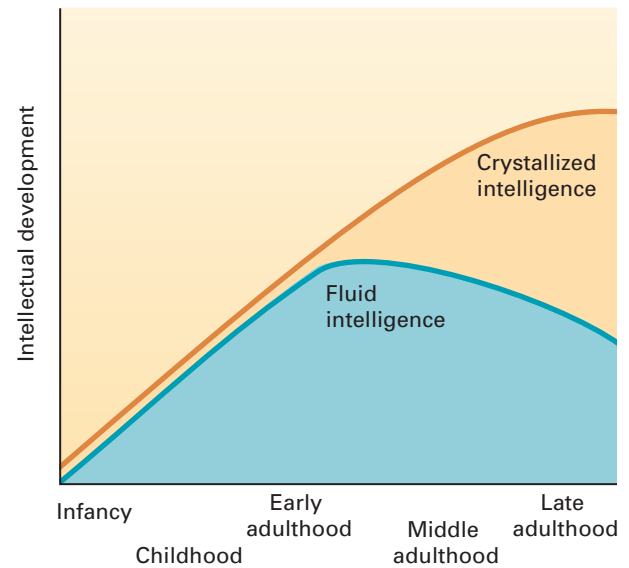 Intellectual development
Crystallized
intelligence
Fluid
intelligence
Infancy
Childhood
Early
adulthood
Middle
adulthood
Late
adulthood